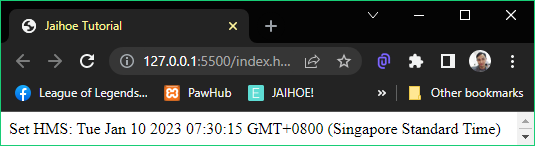 Jaihoe Tutorial
127.0.0.1:5500/index.h...
League of Legends... PawHub JAIHOE! » Other bookmarks
Set HMS: Tue Jan 10 2023 07:30:15 GMT+0800 (Singapore Standard Time)